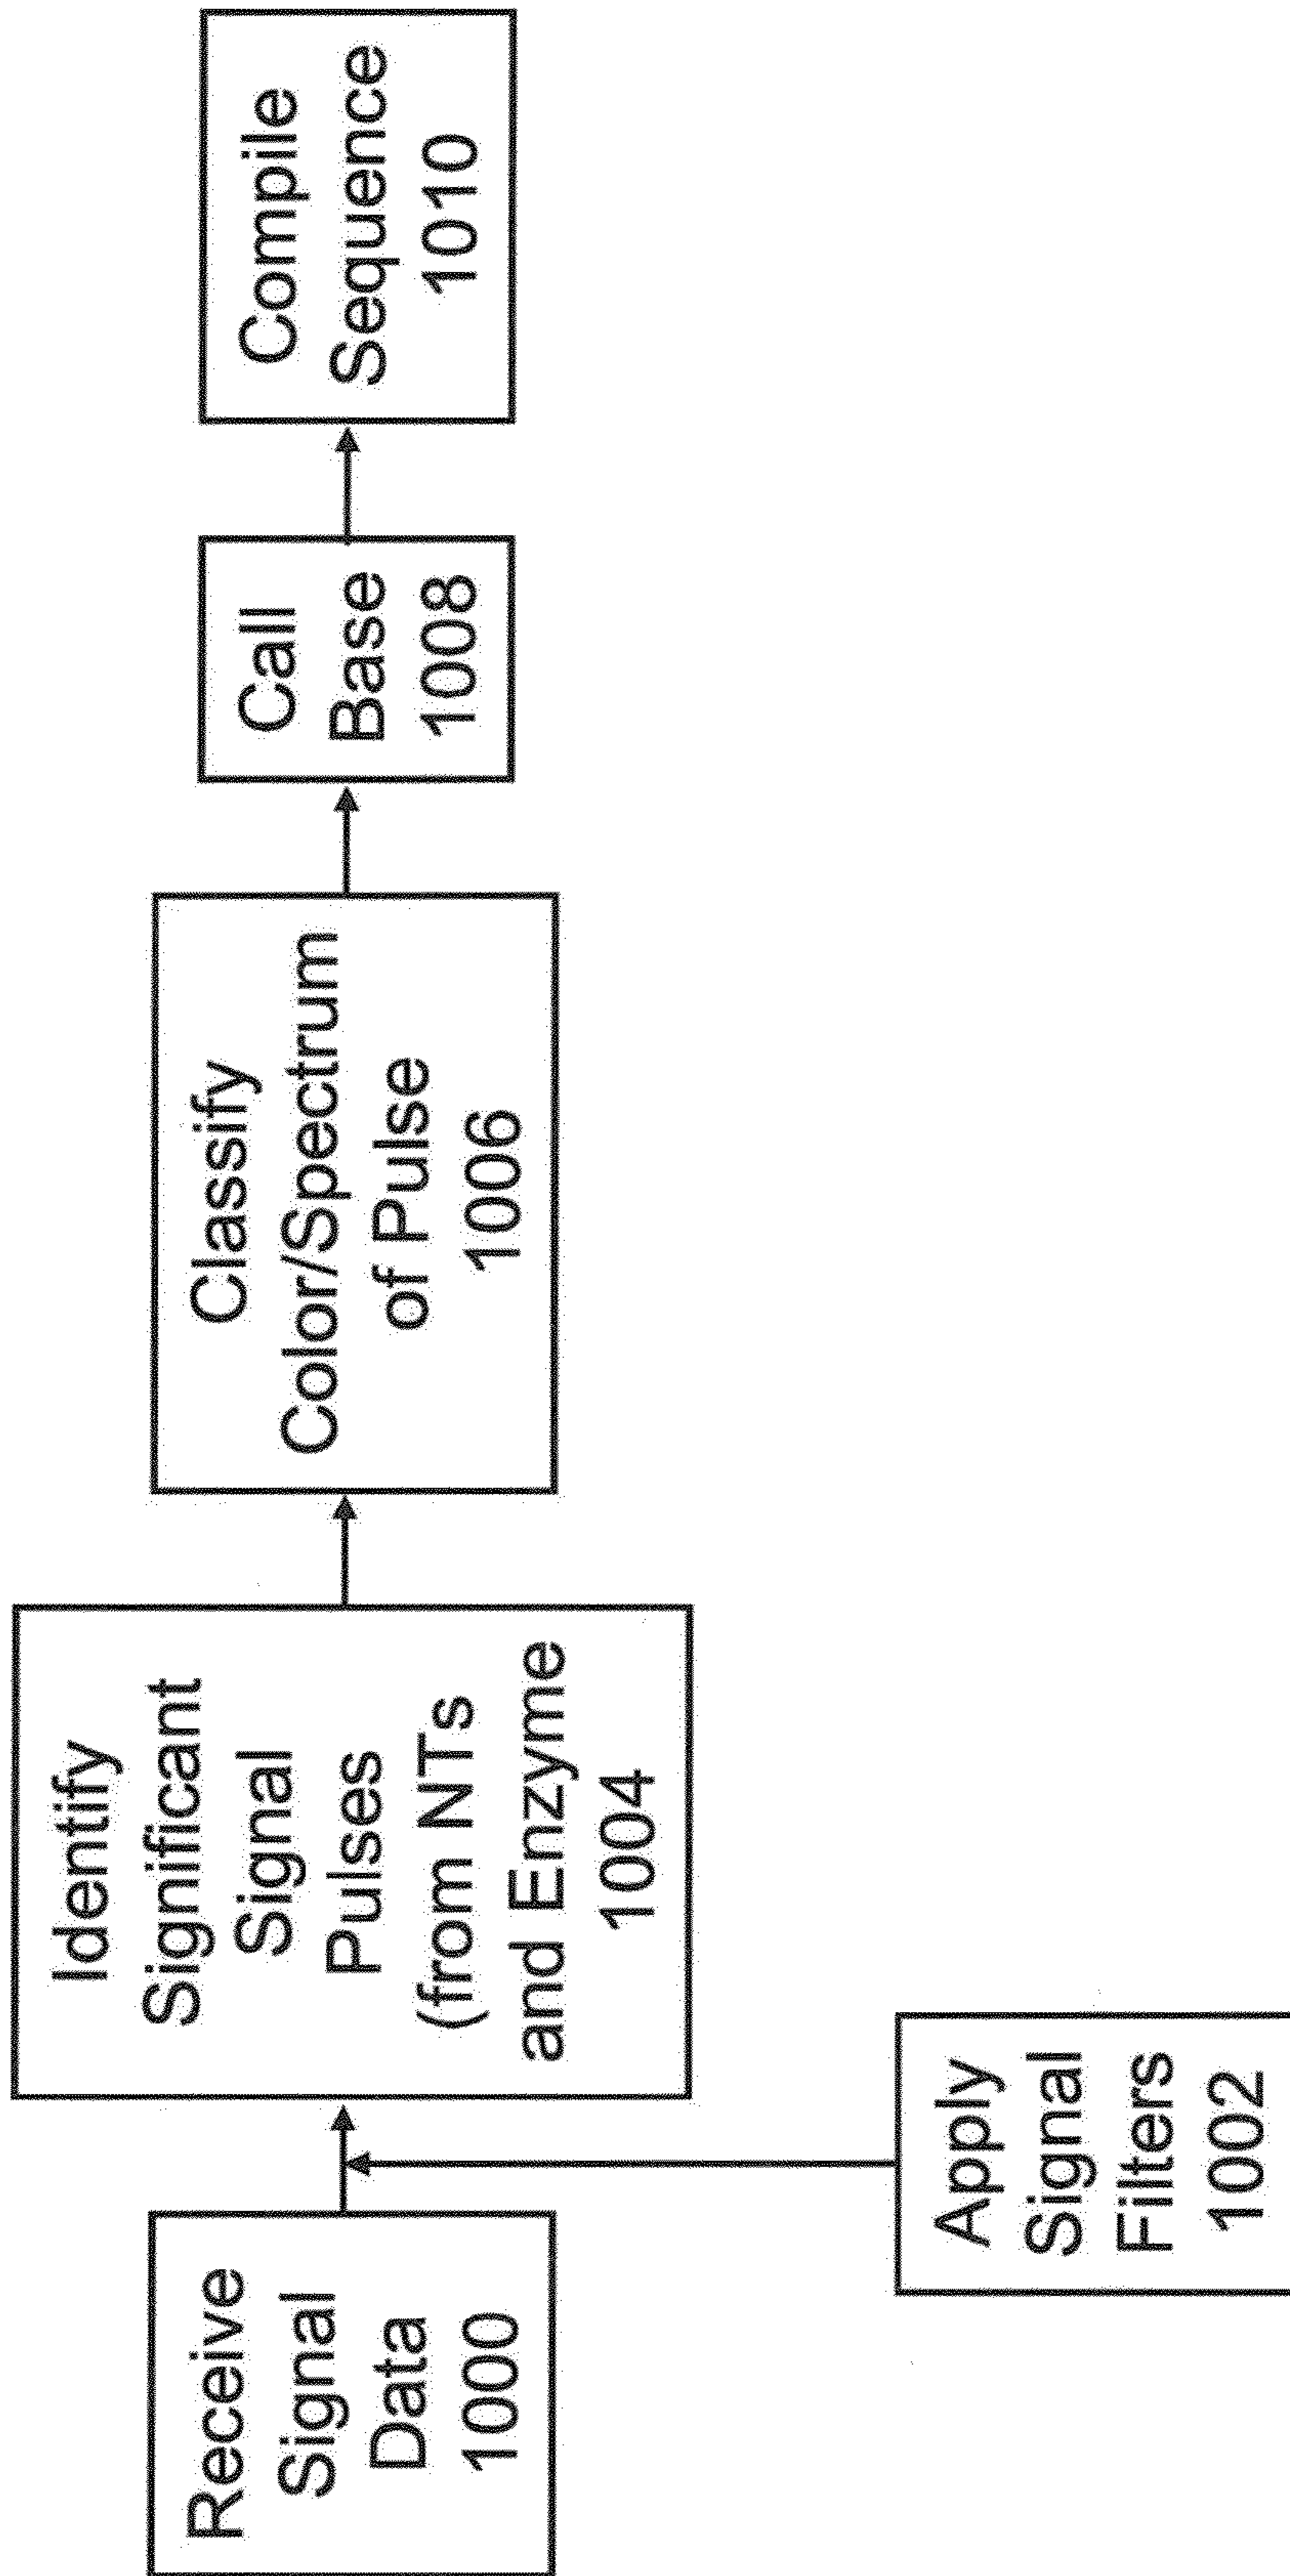 Receive
Signal
Data
1000
Apply
Signal
Filters
1002
Identify
Significant
Signal
Pulses
(from NTs
and Enzyme
1004
Classify
Color/Spectrum
of Pulse
1006
Call
Base
1008
Compile
Sequence
1010